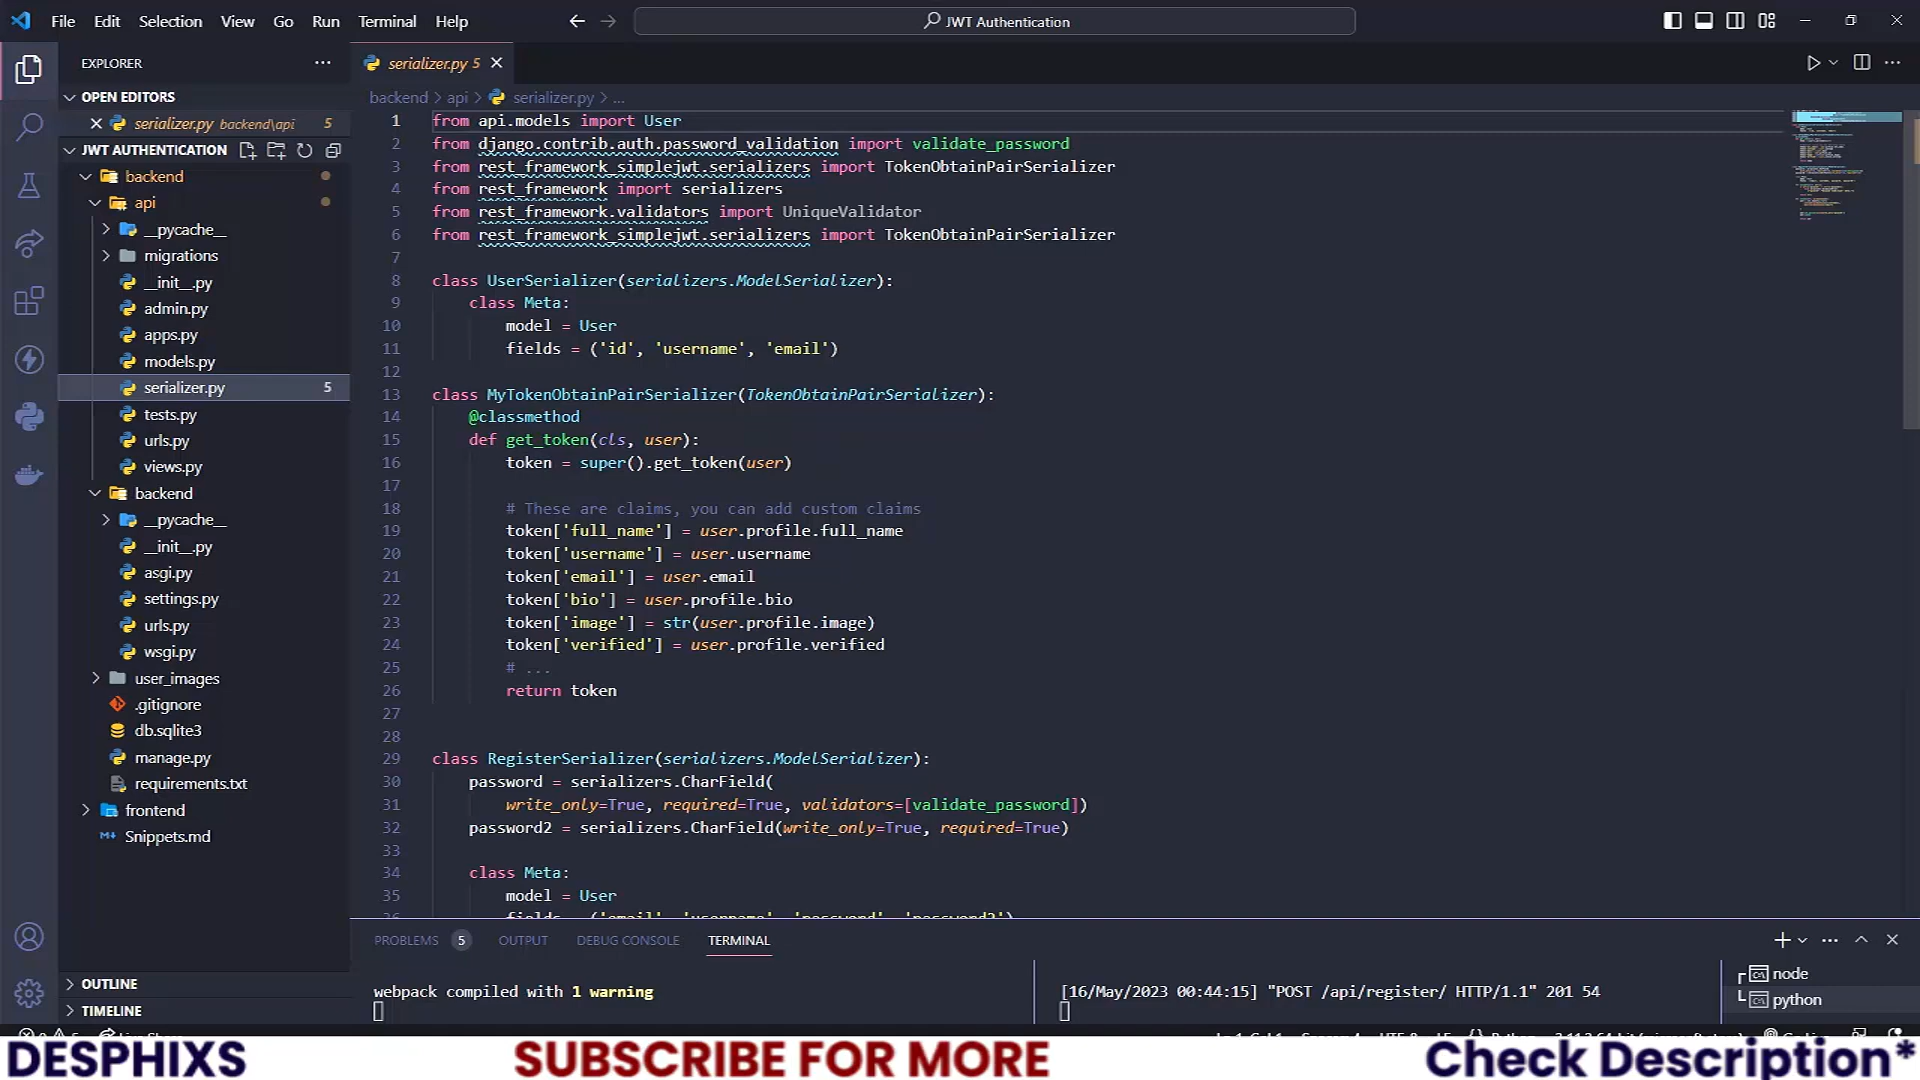 File Edit Selection View Go Run Terminal Help
JWT Authentication
EXPLORER
OPEN EDITORS
serializer.py backend\api 5
JWT AUTHENTICATION
backend
api
__pycache__
migrations
__init__.py
admin.py
apps.py
models.py
serializer.py 5
tests.py
urls.py
views.py
backend
__pycache__
__init__.py
asgi.py
settings.py
urls.py
wsgi.py
user_images
.gitignore
db.sqlite3
manage.py
requirements.txt
frontend
Snippets.md
OUTLINE
TIMELINE
serializer.py 5
backend > api > serializer.py > ...
1 from api.models import User
2 from django.contrib.auth.password_validation import validate_password
3 from rest_framework_simplejwt.serializers import TokenObtainPairSerializer
4 from rest_framework import serializers
5 from rest_framework.validators import UniqueValidator
6 from rest_framework_simplejwt.serializers import TokenObtainPairSerializer
7
8 class UserSerializer(serializers.ModelSerializer):
9 class Meta:
10 model = User
11 fields = ('id', 'username', 'email')
12
13 class MyTokenObtainPairSerializer(TokenObtainPairSerializer):
14 @classmethod
15 def get_token(cls, user):
16 token = super().get_token(user)
17
18 # These are claims, you can add custom claims
19 token['full_name'] = user.profile.full_name
20 token['username'] = user.username
21 token['email'] = user.email
22 token['bio'] = user.profile.bio
23 token['image'] = str(user.profile.image)
24 token['verified'] = user.profile.verified
25 # ...
26 return token
27
28
29 class RegisterSerializer(serializers.ModelSerializer):
30 password = serializers.CharField(
31 write_only=True, required=True, validators=[validate_password])
32 password2 = serializers.CharField(write_only=True, required=True)
33
34 class Meta:
35 model = User
36 fields = ('email', 'username', 'password', 'password2')
PROBLEMS 5 OUTPUT DEBUG CONSOLE TERMINAL
webpack compiled with 1 warning
[16/May/2023 00:44:15] "POST /api/register/ HTTP/1.1" 201 54
node
python
DESPHIXS SUBSCRIBE FOR MORE Check Description*